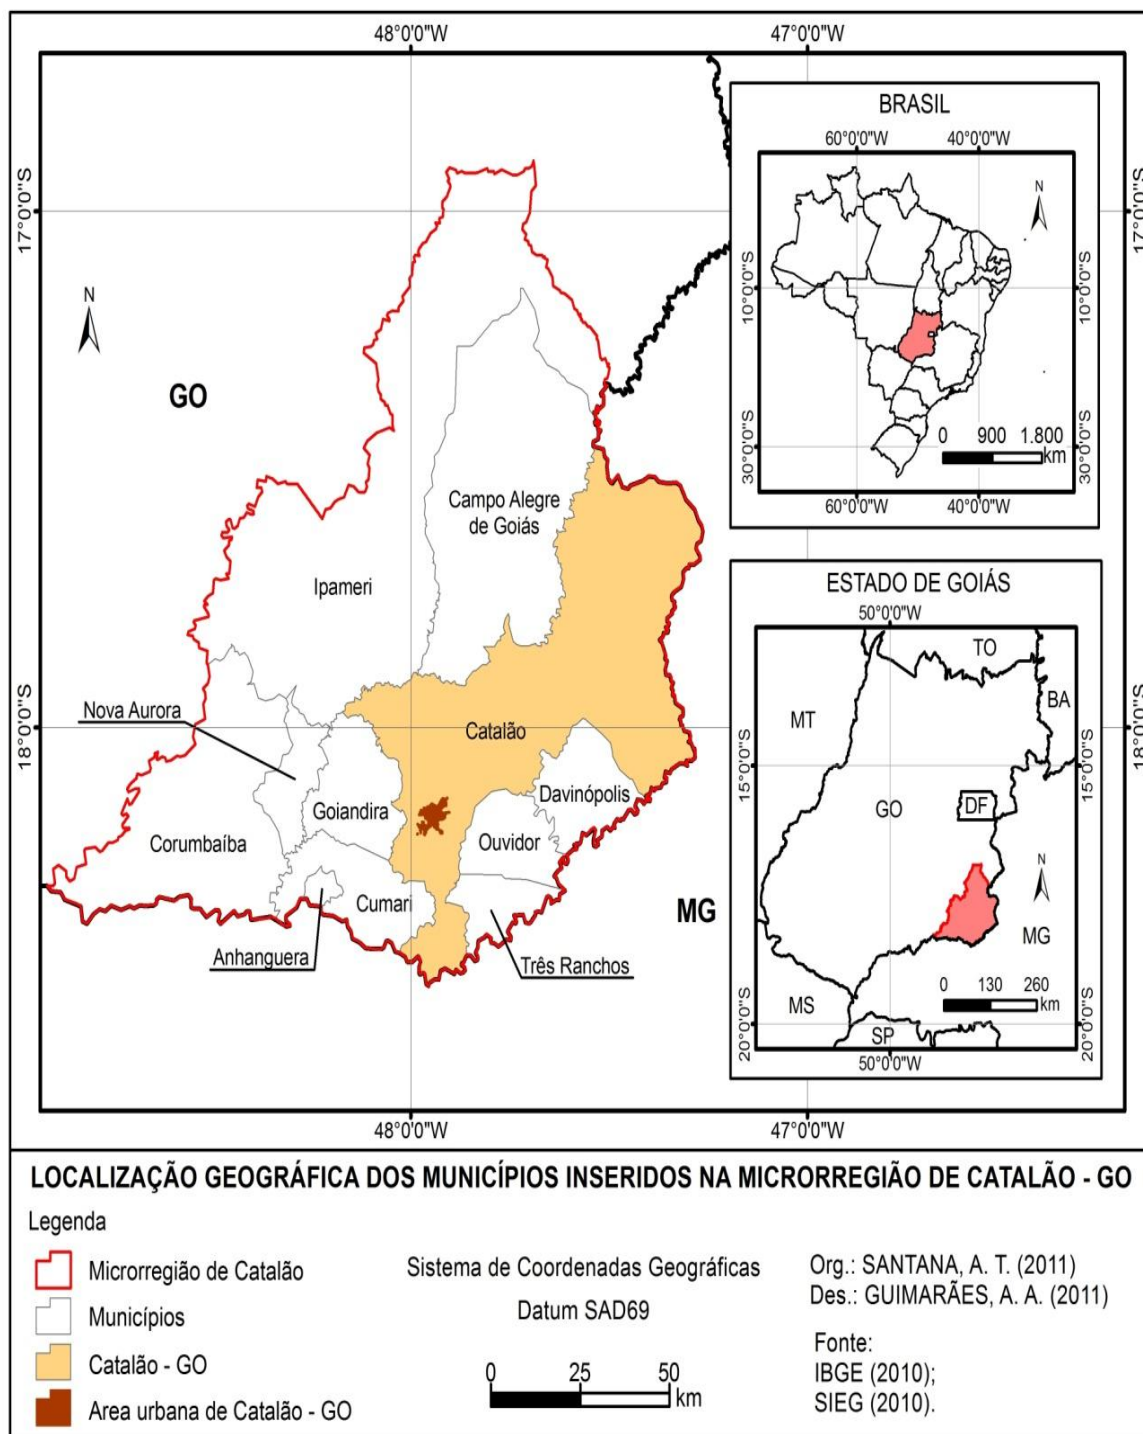 48°0'0"W
47°0'0"W
17°0'0"S
17°0'0"S
18°0'0"S
18°0'0"S
48°0'0"W
47°0'0"W
N
GO
MG
Campo Alegre
de Goiás
Ipameri
Nova Aurora
Catalão
Goiandira
Davinópolis
Corumbaíba
Ouvidor
Cumari
Anhanguera
Três Ranchos
BRASIL
60°0'0"W
40°0'0"W
N
10°0'0"S
10°0'0"S
0 900 1.800
km
30°0'0"S
30°0'0"S
60°0'0"W
40°0'0"W
ESTADO DE GOIÁS
50°0'0"W
TO
BA
MT
15°0'0"S
15°0'0"S
GO
DF
N
MG
MS
0 130 260
km
20°0'0"S
20°0'0"S
SP
50°0'0"W
LOCALIZAÇÃO GEOGRÁFICA DOS MUNICÍPIOS INSERIDOS NA MICRORREGIÃO DE CATALÃO - GO
Legenda
Microrregião de Catalão
Municípios
Catalão - GO
Area urbana de Catalão - GO
Sistema de Coordenadas Geográficas
Datum SAD69
0 25 50
km
Org.: SANTANA, A. T. (2011)
Des.: GUIMARÃES, A. A. (2011)
Fonte:
IBGE (2010);
SIEG (2010).